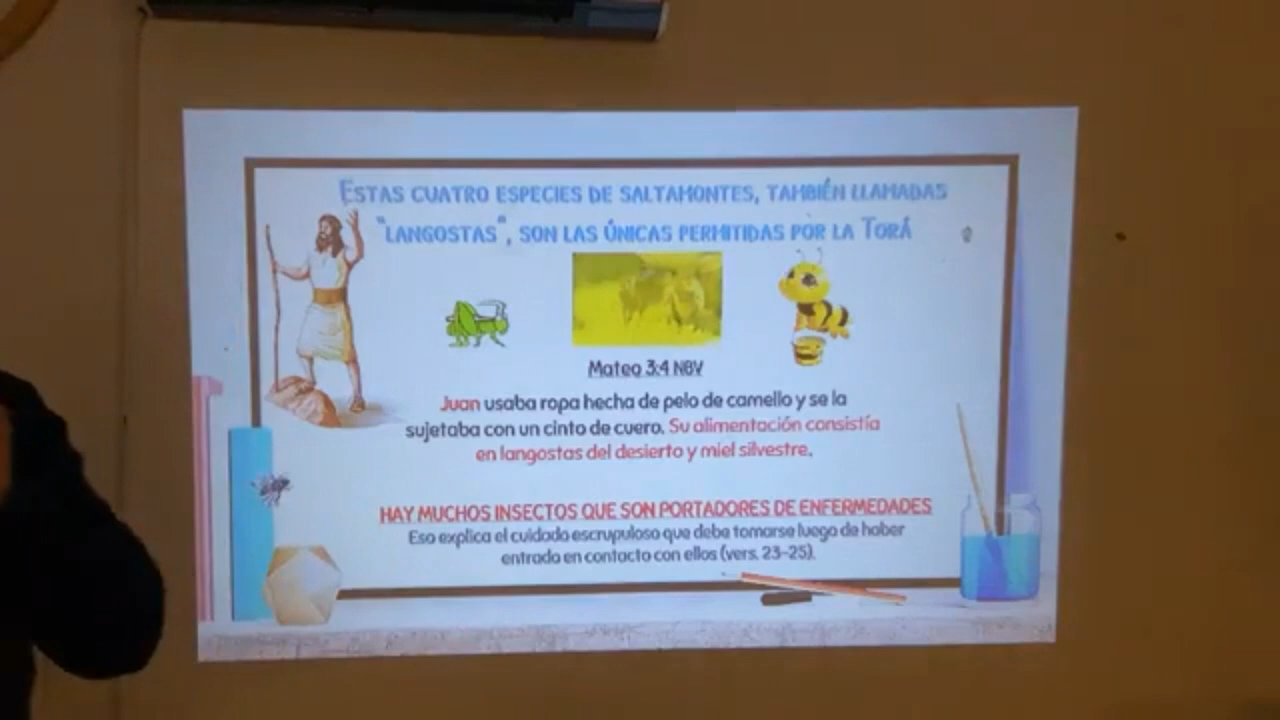 ESTAS CUATRO ESPECIES DE SALTAMONTES, TAMBIÉN LLAMADAS
"LANGOSTAS", SON LAS ÚNICAS PERMITIDAS POR LA TORÁ
Mateo 3:4 NBV
Juan usaba ropa hecha de pelo de camello y se la
sujetaba con un cinto de cuero. Su alimentación consistía
en langostas del desierto y miel silvestre.
HAY MUCHOS INSECTOS QUE SON PORTADORES DE ENFERMEDADES
Eso explica el cuidado escrupuloso que debe tomarse luego de haber
entrado en contacto con ellos (vers. 23-25).